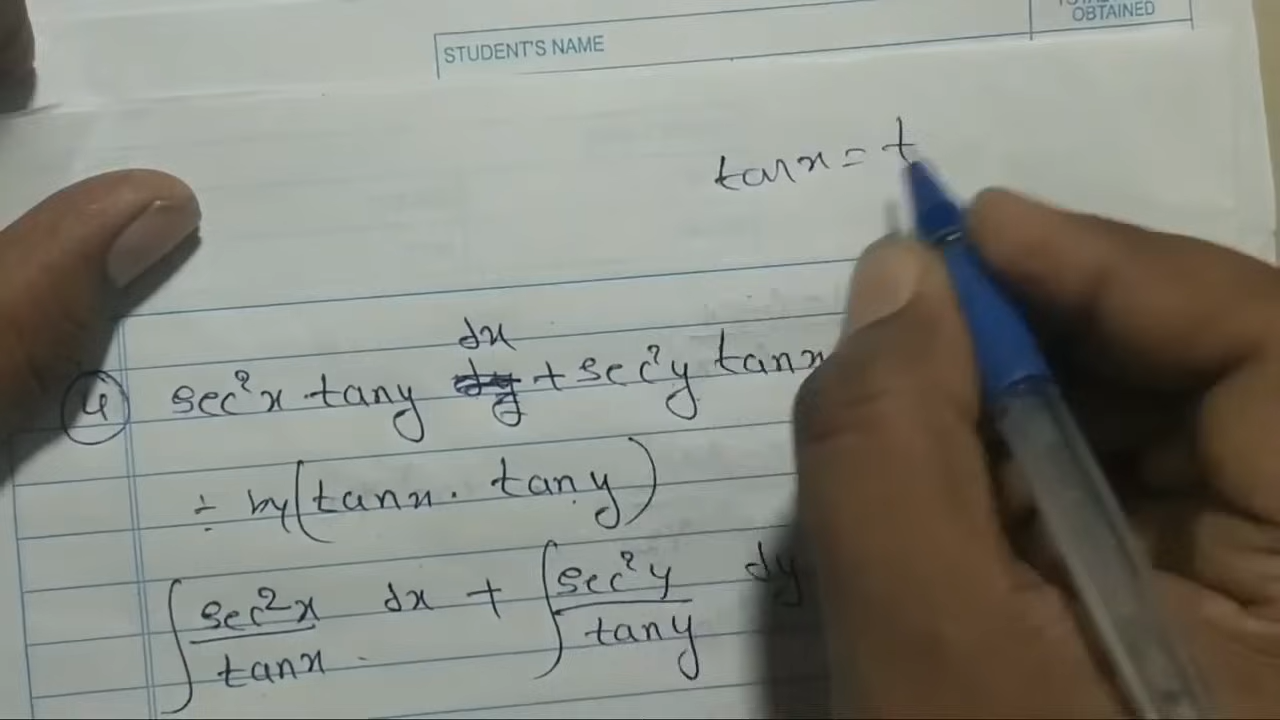 OBTAINED
STUDENT'S NAME
tanx = t
dx
④ sec²x tany + sec²y tanx
÷ by (tanx . tany)
∫ sec²x / tanx dx + ∫ sec²y / tany dy